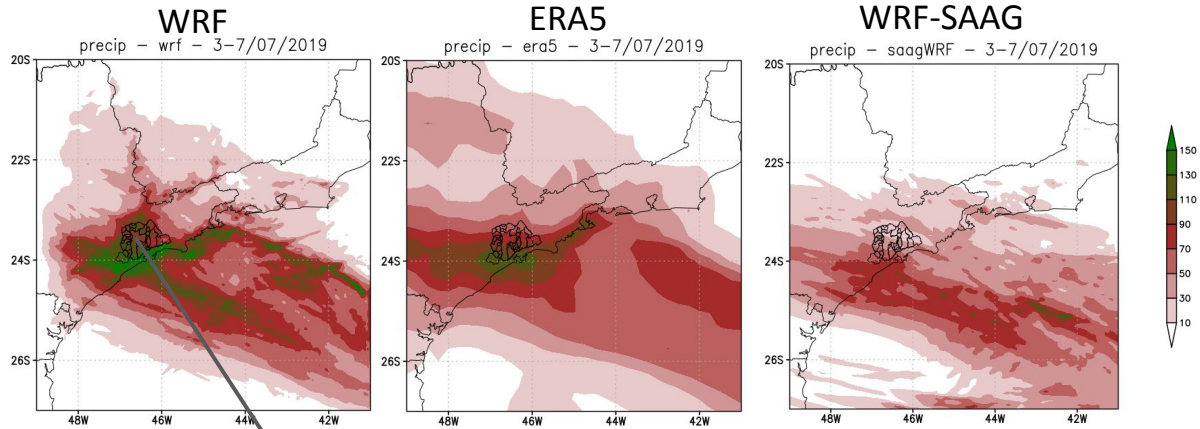 WRF
ERA5
WRF-SAAG
precip - wrf - 3-7/07/2019
precip - era5 - 3-7/07/2019
precip - saagWRF - 3-7/07/2019
20S
22S
24S
26S
48W
46W
44W
42W
20S
22S
24S
26S
48W
46W
44W
42W
20S
22S
24S
26S
48W
46W
44W
42W
150
130
110
90
70
50
30
10